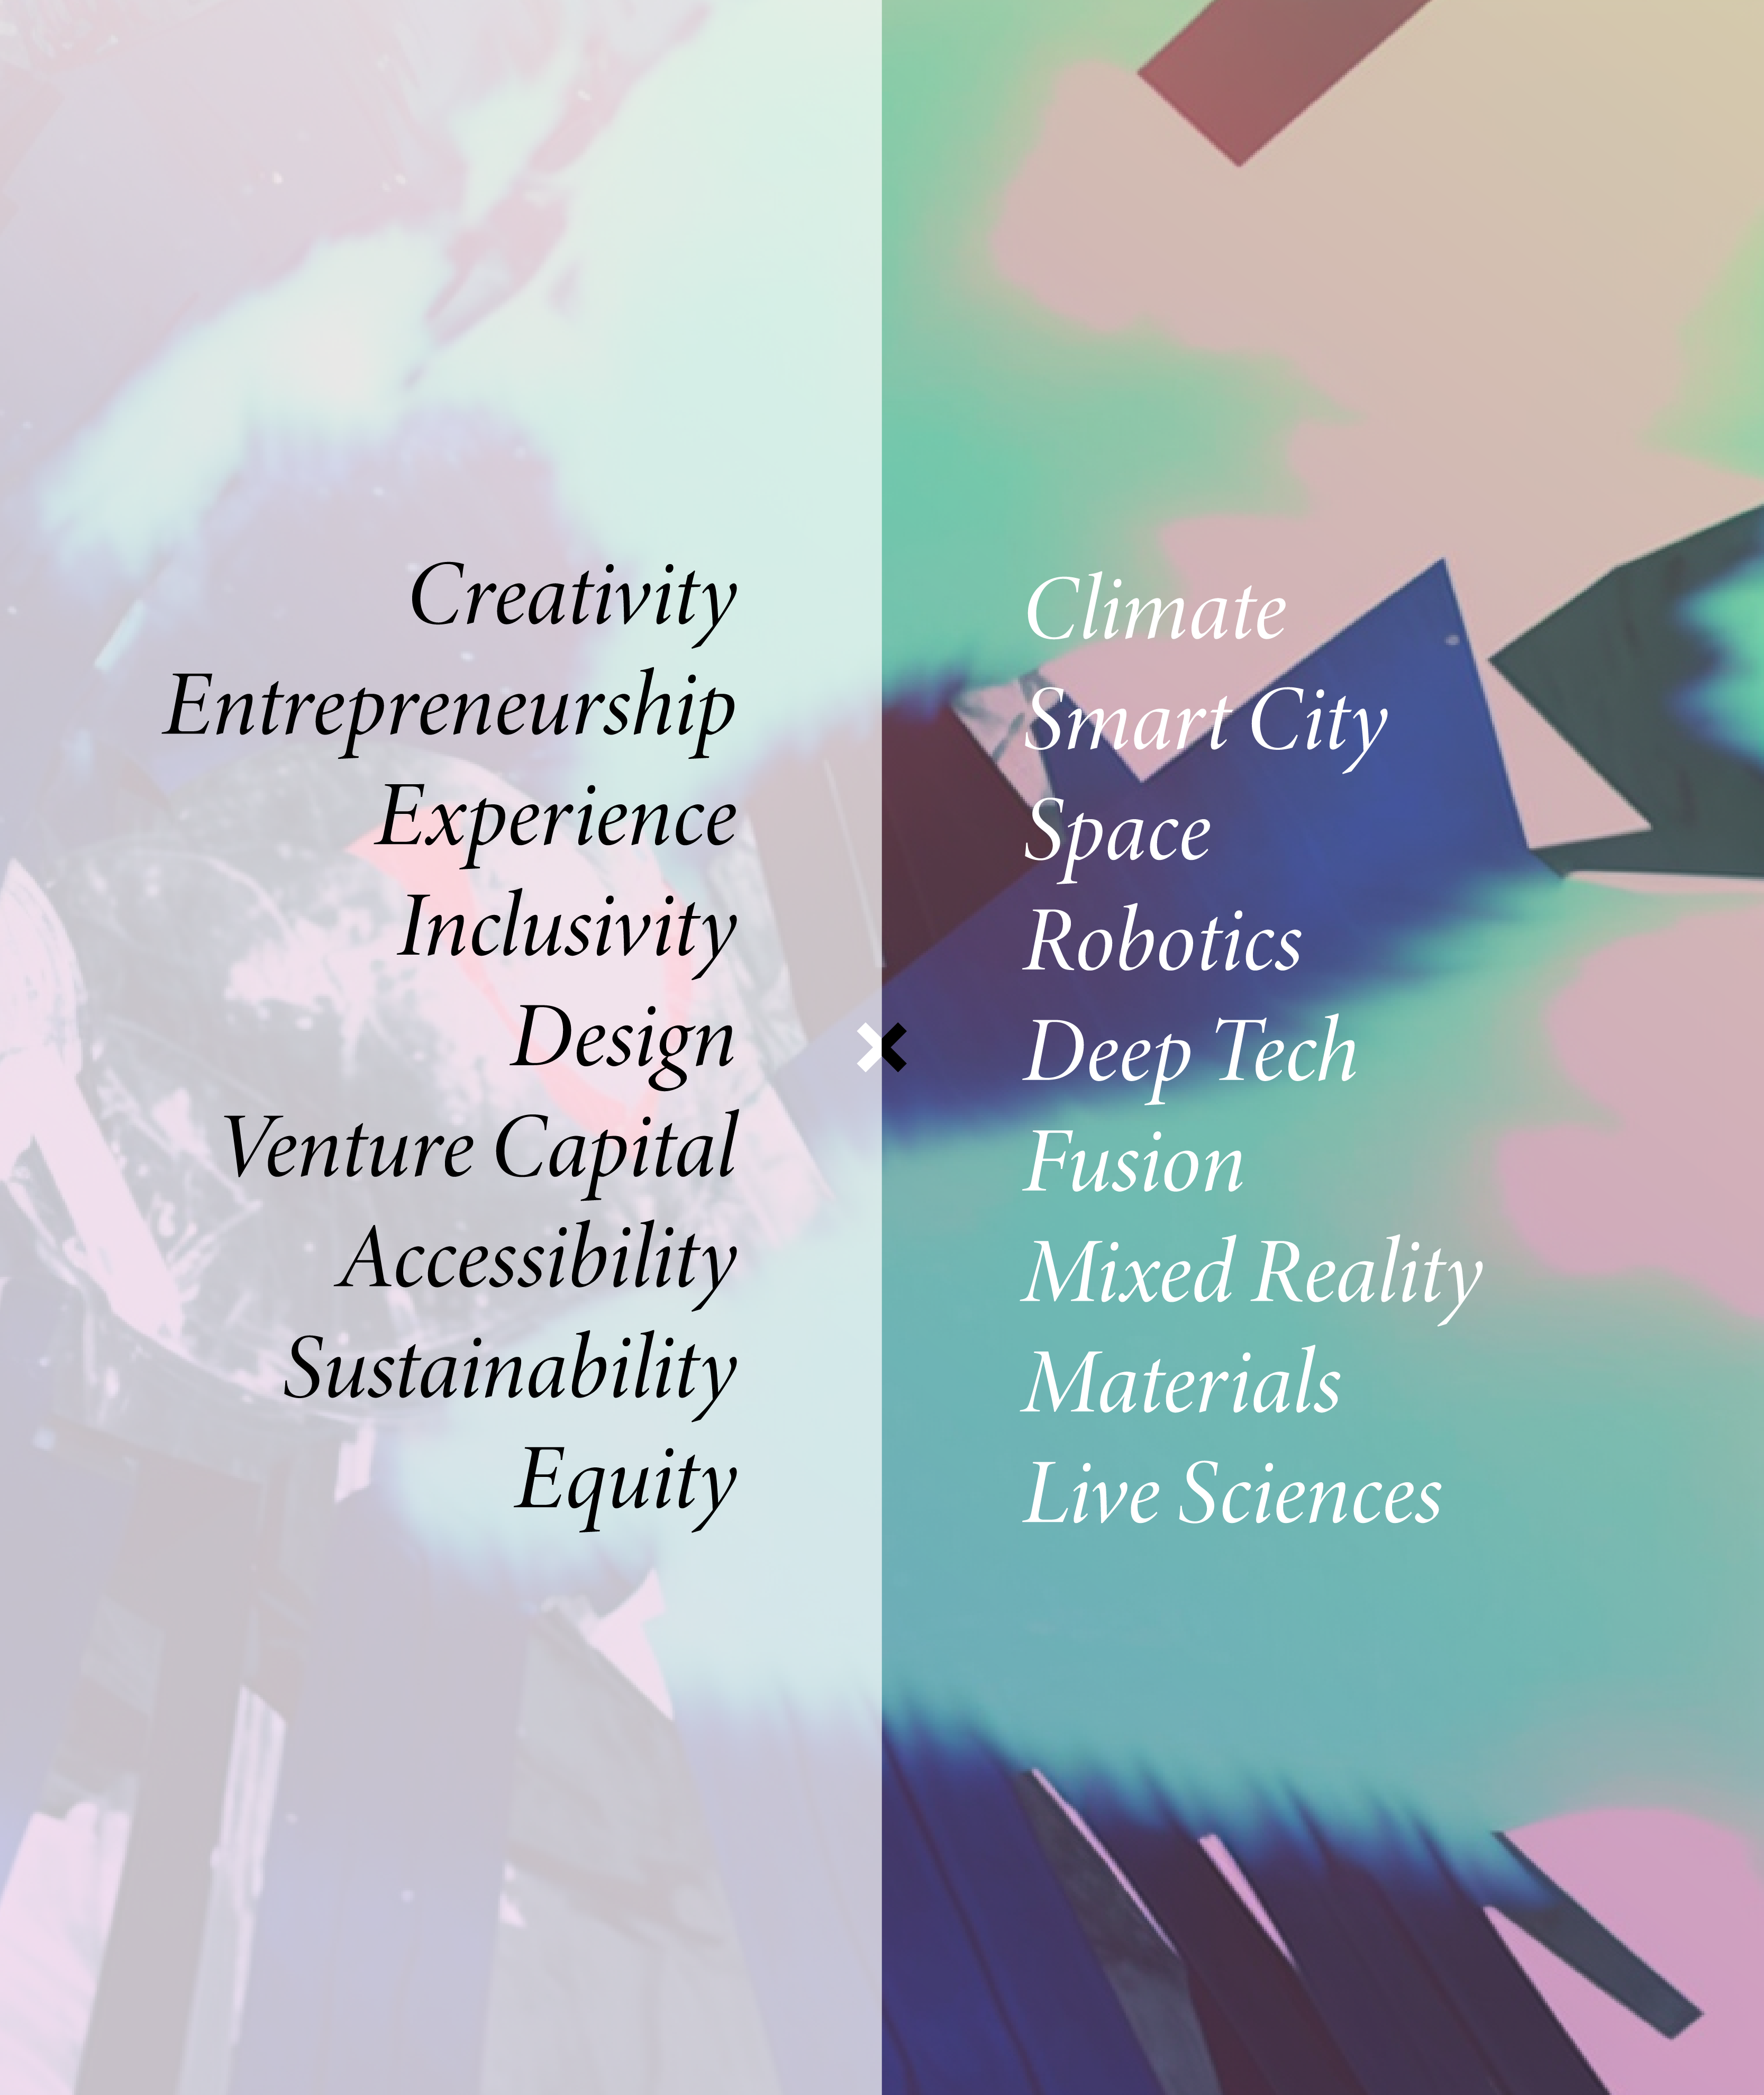 Creativity
Entrepreneurship
Experience
Inclusivity
Design
Venture Capital
Accessibility
Sustainability
Equity
×
Climate
Smart City
Space
Robotics
Deep Tech
Fusion
Mixed Reality
Materials
Live Sciences